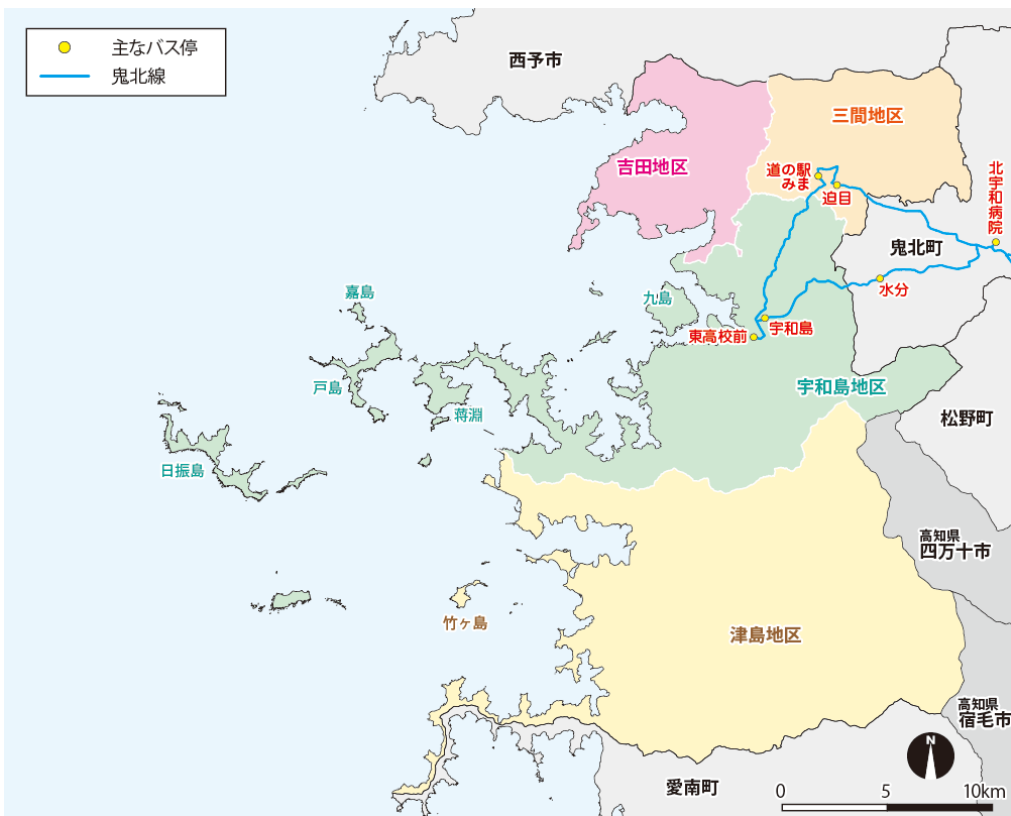 主なバス停
鬼北線
西予市
三間地区
吉田地区
道の駅
みま
迫目
北宇和病院
鬼北町
水分
嘉島
九島
宇和島
東高校前
戸島
蒋淵
宇和島地区
松野町
日振島
高知県
四万十市
竹ヶ島
津島地区
高知県
宿毛市
N
愛南町
0
5
10km